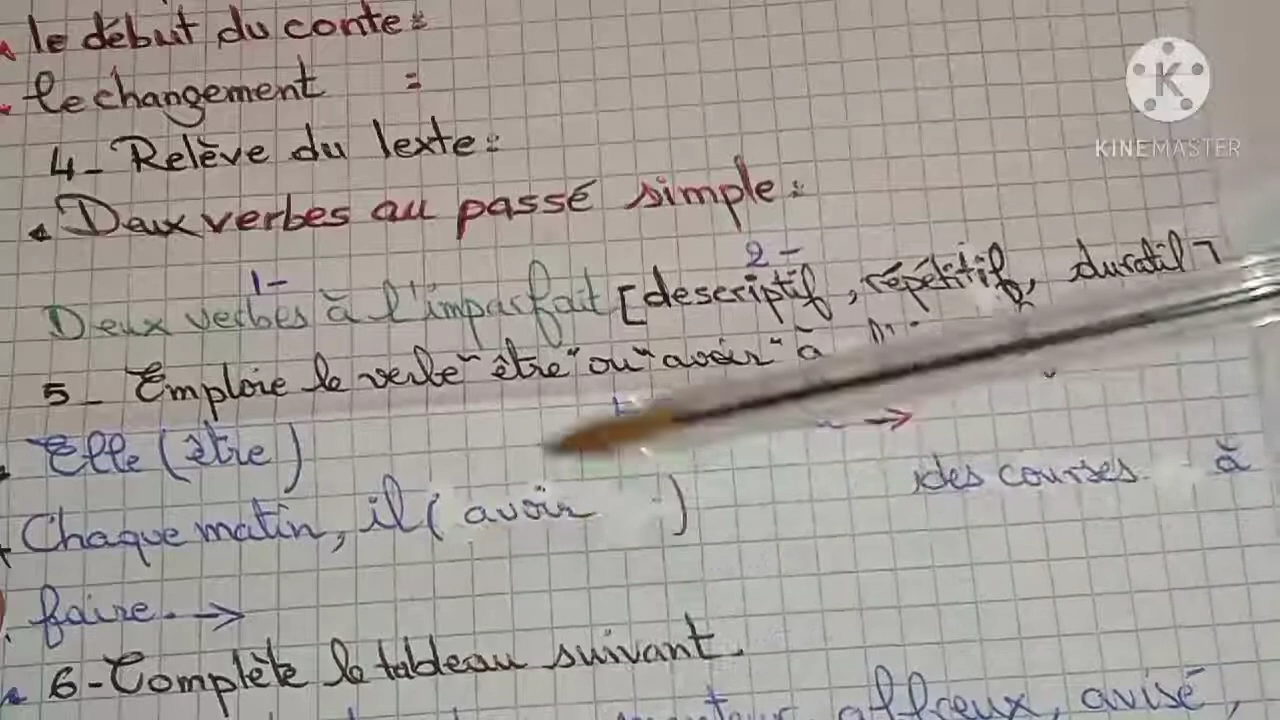 le début du conte :
le changement :
4- Relève du texte :
Deux verbes au passé simple :
1- 2-
Deux verbes à l'imparfait [descriptif, répétitif, duratif]
5- Emploie le verbe "être" ou "avoir" à
→
Elle (être)
des courses. à
Chaque matin, il (avoir )
faire. →
6- Complète le tableau suivant.
affreux, avisé,
K
KINEMASTER